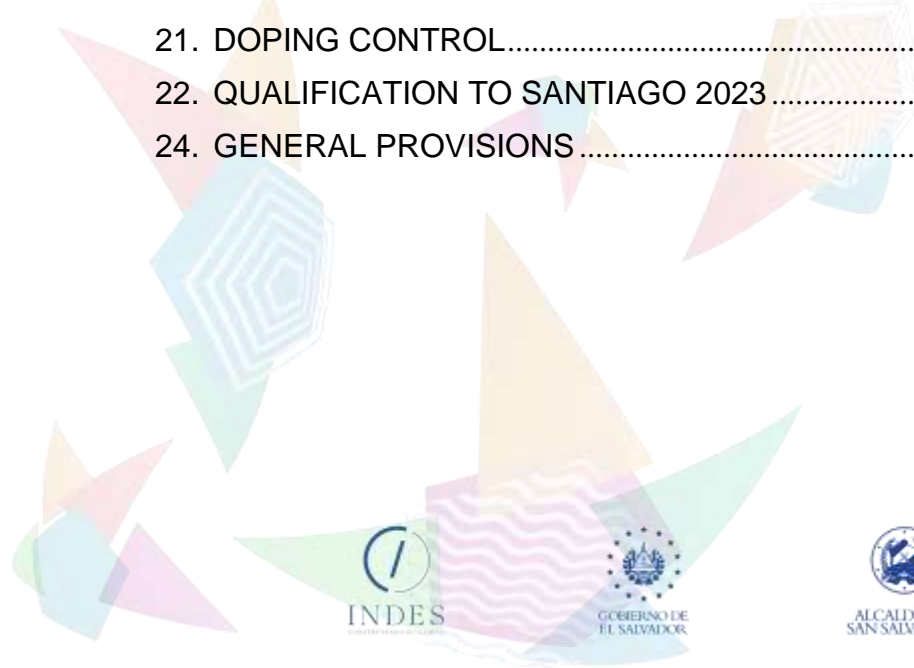 21. DOPING CONTROL..................................................
22. QUALIFICATION TO SANTIAGO 2023..................
24. GENERAL PROVISIONS..........................................
INDES
GOBIERNO DE
EL SALVADOR